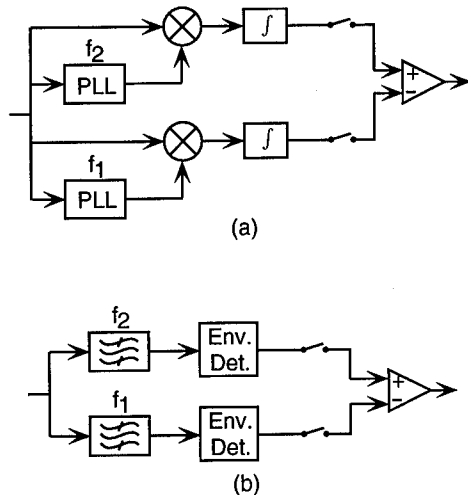 f2
PLL
∫
+
−
f1
PLL
∫
(a)
f2
Env.
Det.
+
−
f1
Env.
Det.
(b)